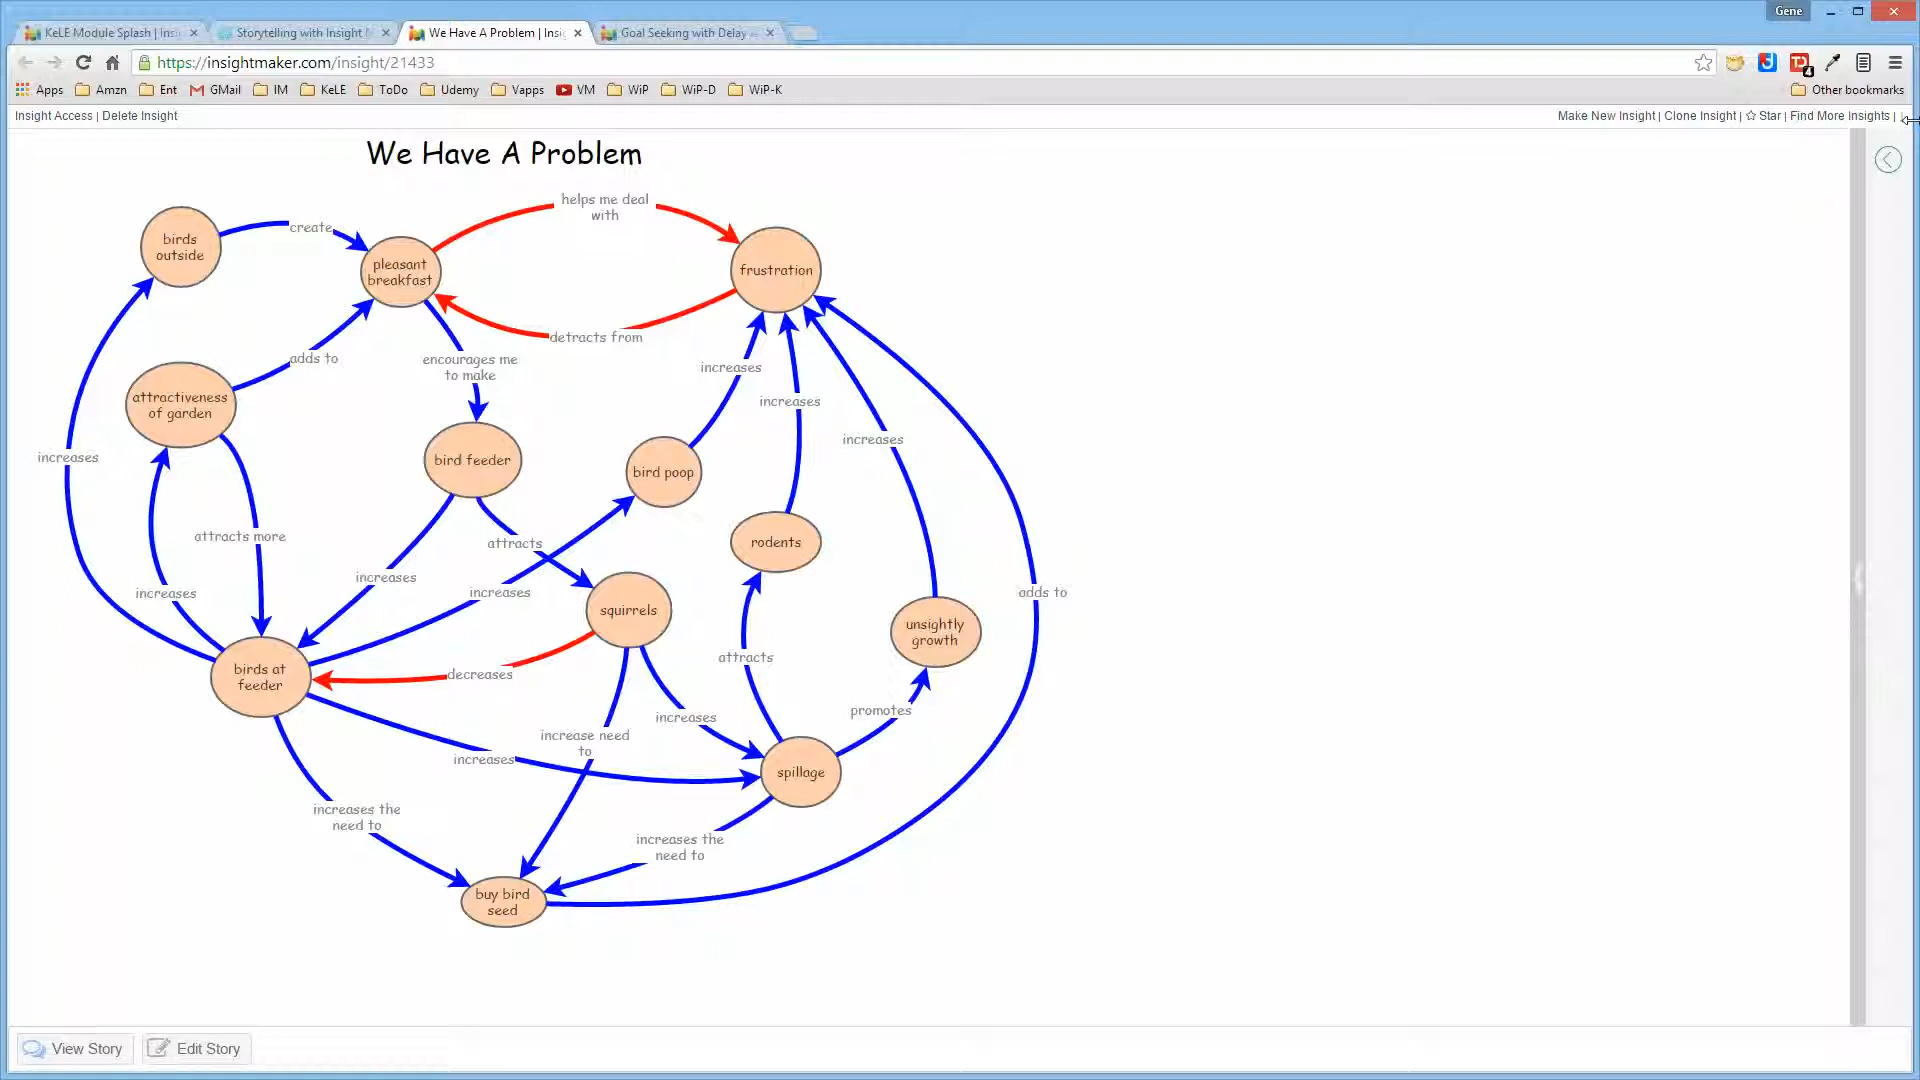 Gene
KeLE Module Splash | Insi
Storytelling with Insight M
We Have A Problem | Insig
Goal Seeking with Delay
https://insightmaker.com/insight/21433
Apps
Amzn
Ent
GMail
IM
KeLE
ToDo
Udemy
Vapps
VM
WiP
WiP-D
WiP-K
Other bookmarks
Insight Access | Delete Insight
Make New Insight | Clone Insight | Star | Find More Insights |
We Have A Problem
helps me deal
with
birds
outside
create
pleasant
breakfast
frustration
detracts from
adds to
encourages me
to make
increases
attractiveness
of garden
increases
increases
increases
bird feeder
bird poop
attracts more
attracts
rodents
increases
increases
increases
adds to
squirrels
unsightly
growth
attracts
birds at
feeder
decreases
promotes
increases
increase need
to
increases
spillage
increases the
need to
increases the
need to
buy bird
seed
View Story
Edit Story